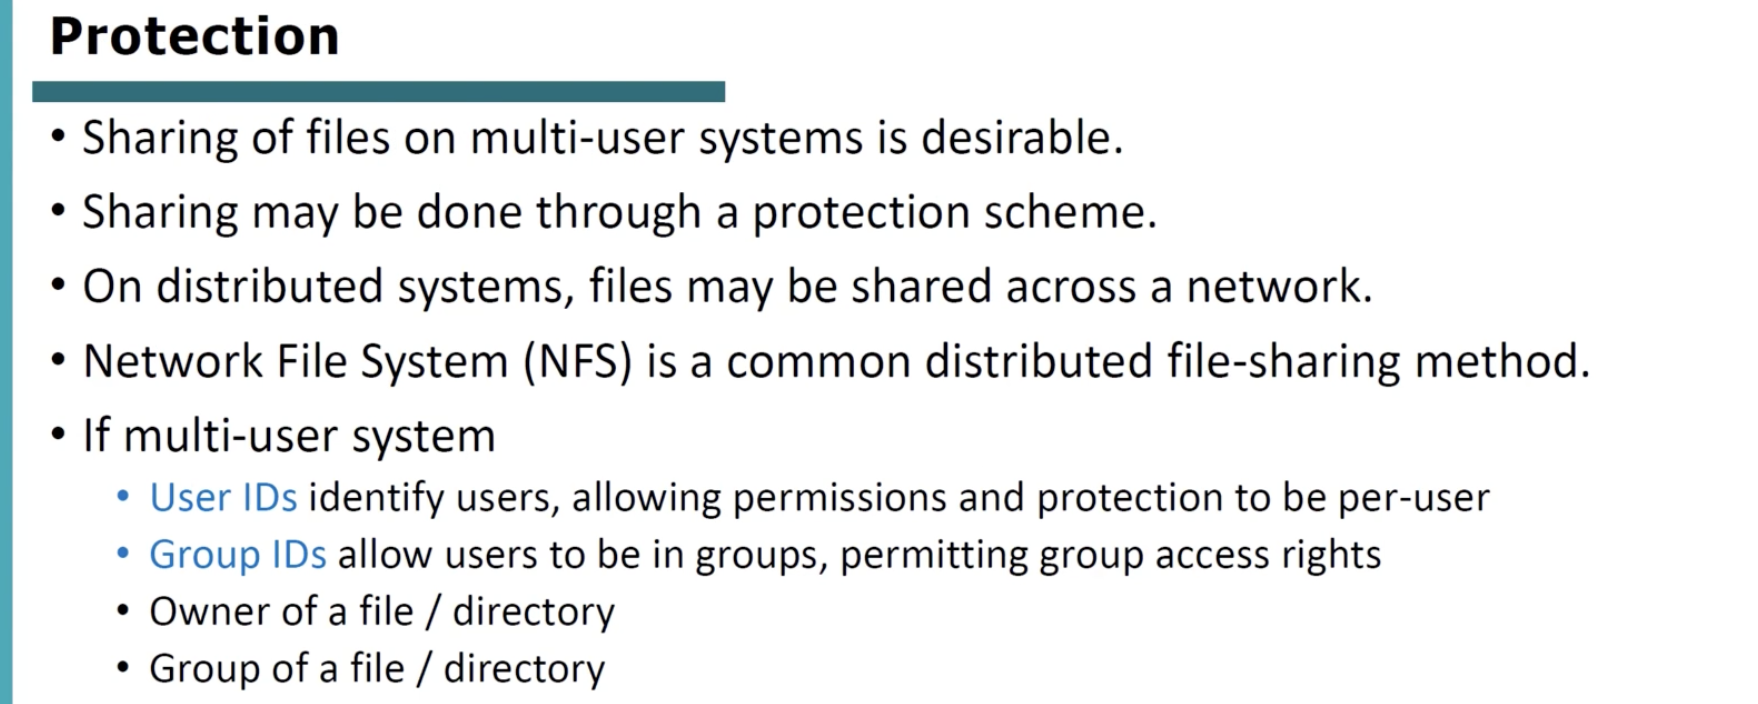 Protection
• Sharing of files on multi-user systems is desirable.
• Sharing may be done through a protection scheme.
• On distributed systems, files may be shared across a network.
• Network File System (NFS) is a common distributed file-sharing method.
• If multi-user system
• User IDs identify users, allowing permissions and protection to be per-user
• Group IDs allow users to be in groups, permitting group access rights
• Owner of a file / directory
• Group of a file / directory